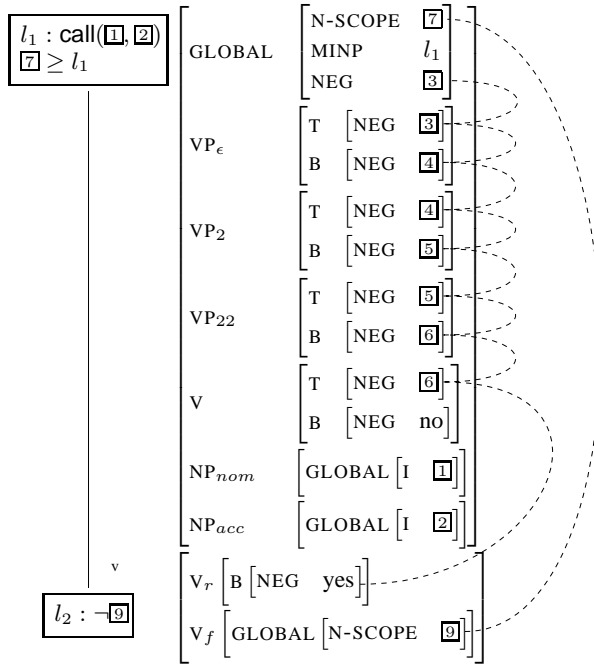 l₁ : call(1, 2)
7 ≥ l₁
GLOBAL
N-SCOPE 7
MINP l₁
NEG 3
VPϵ
T [NEG 3]
B [NEG 4]
VP₂
T [NEG 4]
B [NEG 5]
VP₂₂
T [NEG 5]
B [NEG 6]
V
T [NEG 6]
B [NEG no]
NPnom [GLOBAL [I 1]]
NPacc [GLOBAL [I 2]]
v
l₂ : ¬9
Vr [B [NEG yes]]
Vf [GLOBAL [N-SCOPE 9]]